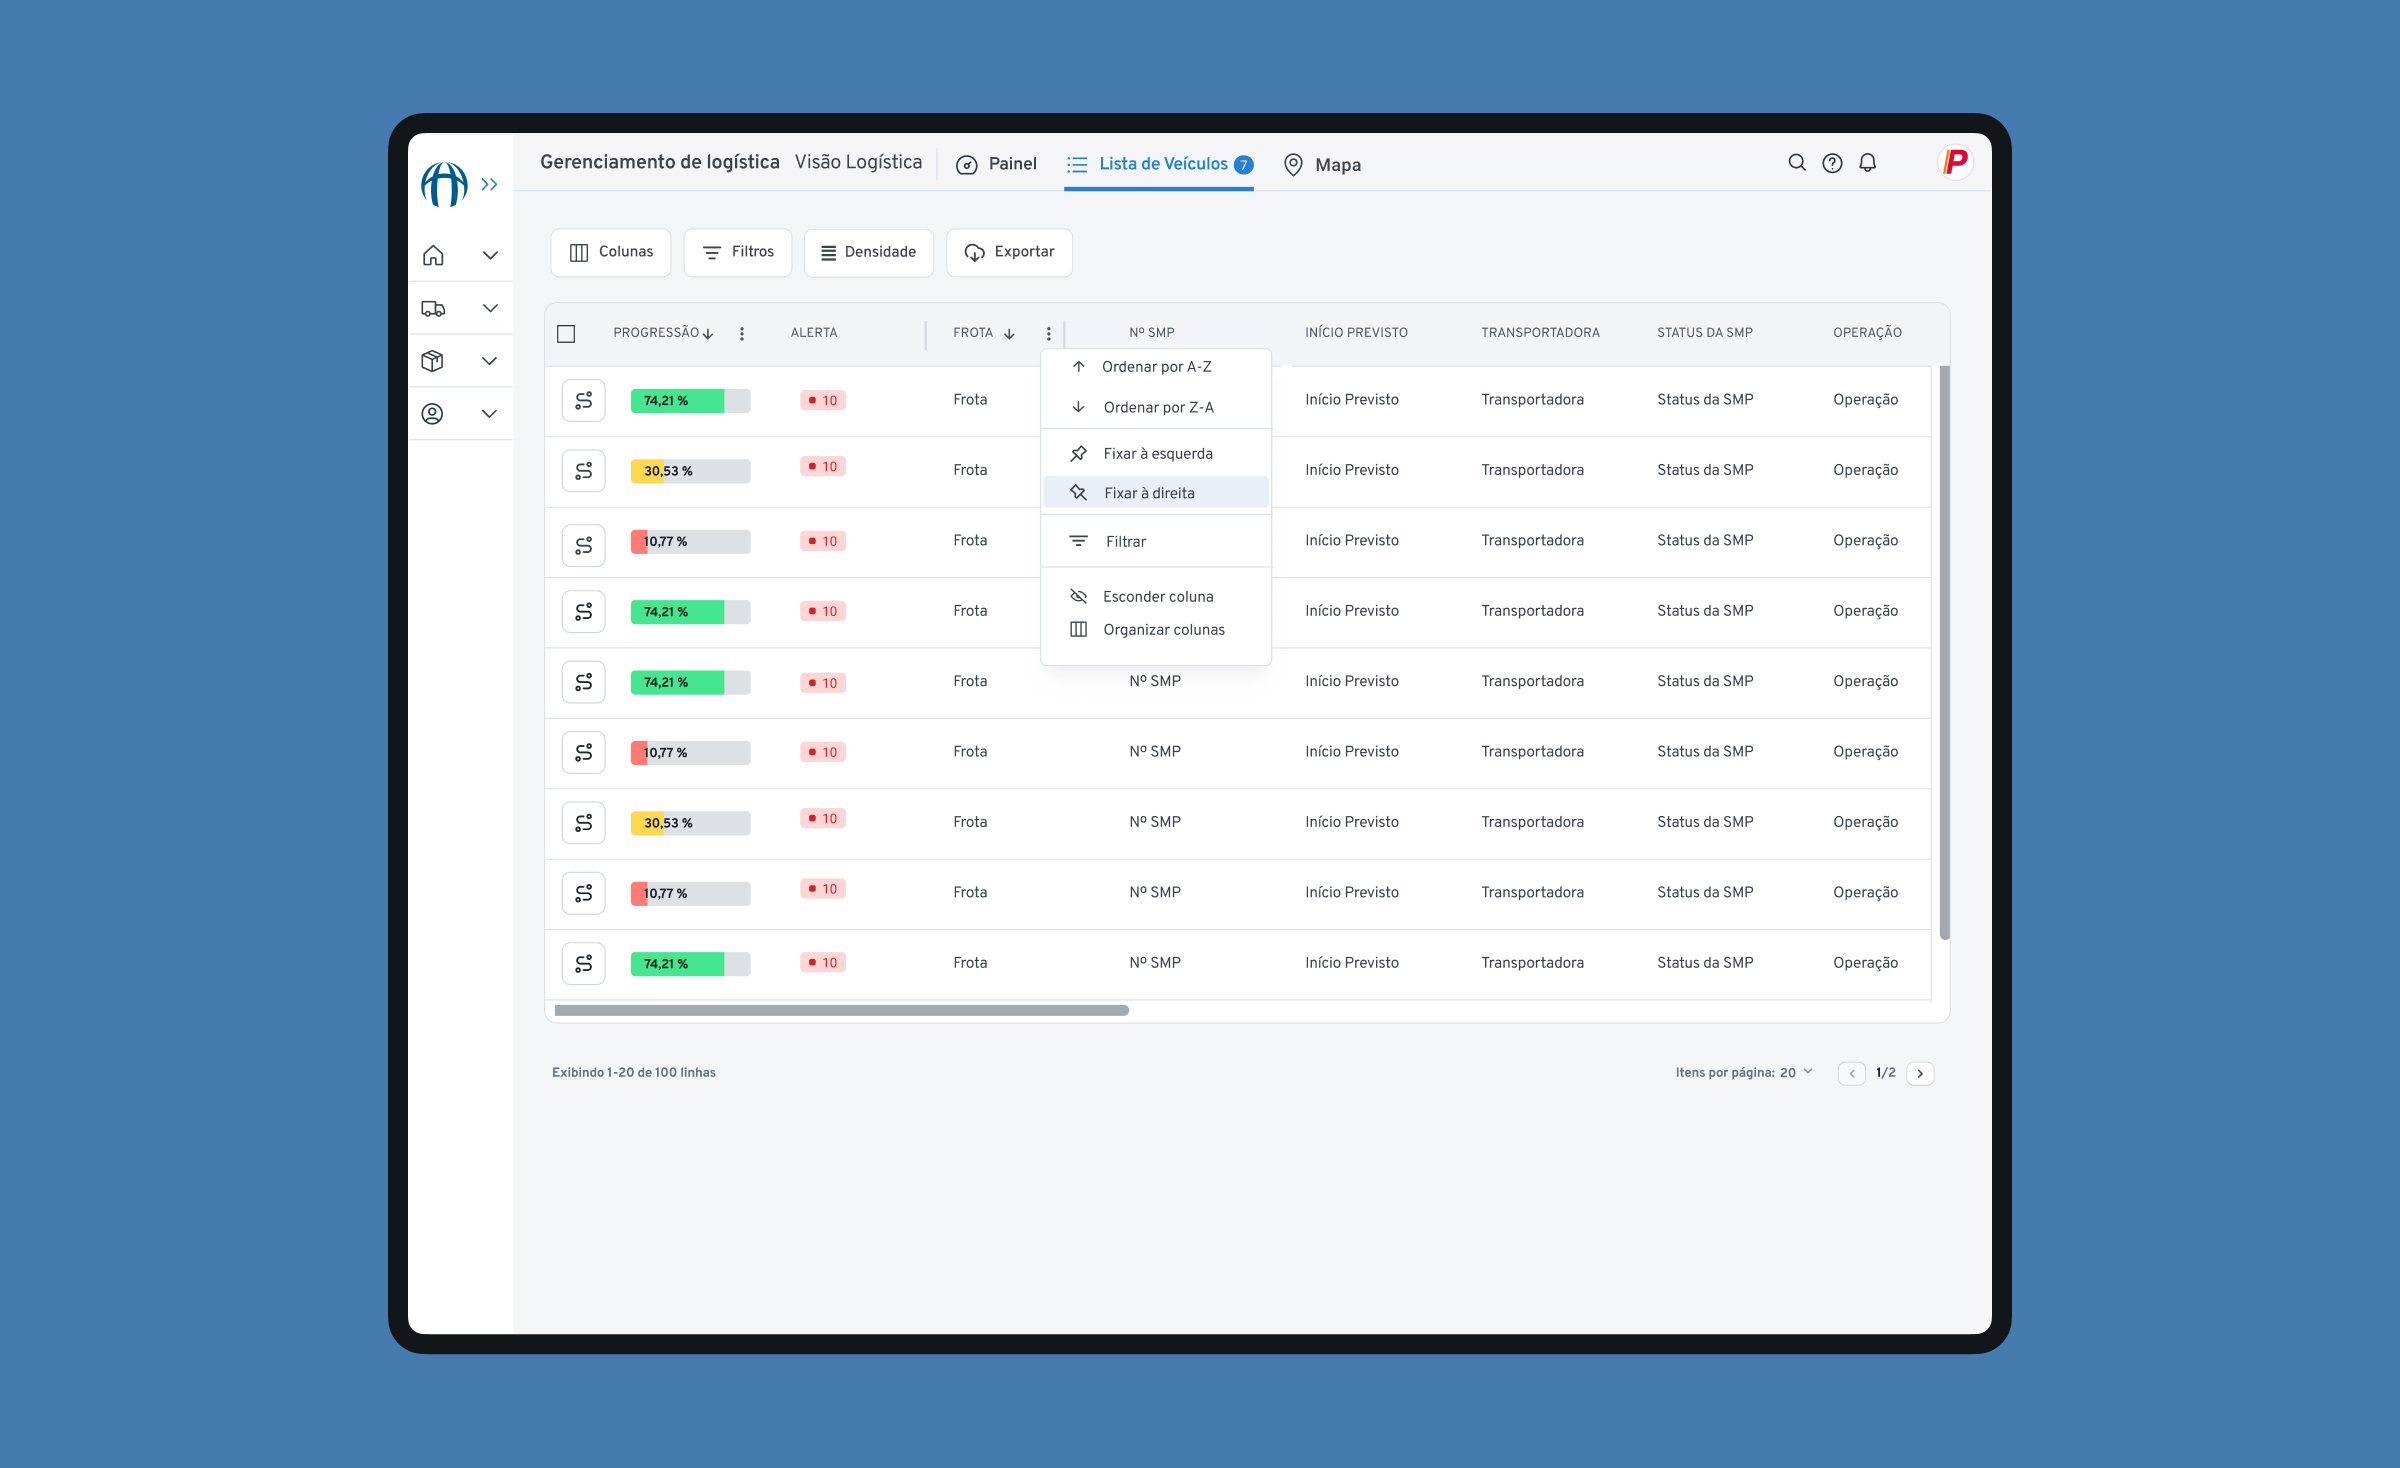 Gerenciamento de logística Visão Logística Painel Lista de Veículos 7 Mapa P
Colunas Filtros Densidade Exportar
PROGRESSÃO ALERTA FROTA Nº SMP INÍCIO PREVISTO TRANSPORTADORA STATUS DA SMP OPERAÇÃO
Ordenar por A-Z
Ordenar por Z-A
Fixar à esquerda
Fixar à direita
Filtrar
Esconder coluna
Organizar colunas
74,21 % 10 Frota Início Previsto Transportadora Status da SMP Operação
30,53 % 10 Frota Início Previsto Transportadora Status da SMP Operação
10,77 % 10 Frota Início Previsto Transportadora Status da SMP Operação
74,21 % 10 Frota Início Previsto Transportadora Status da SMP Operação
74,21 % 10 Frota Nº SMP Início Previsto Transportadora Status da SMP Operação
10,77 % 10 Frota Nº SMP Início Previsto Transportadora Status da SMP Operação
30,53 % 10 Frota Nº SMP Início Previsto Transportadora Status da SMP Operação
10,77 % 10 Frota Nº SMP Início Previsto Transportadora Status da SMP Operação
74,21 % 10 Frota Nº SMP Início Previsto Transportadora Status da SMP Operação
Exibindo 1-20 de 100 linhas Itens por página: 20 1/2